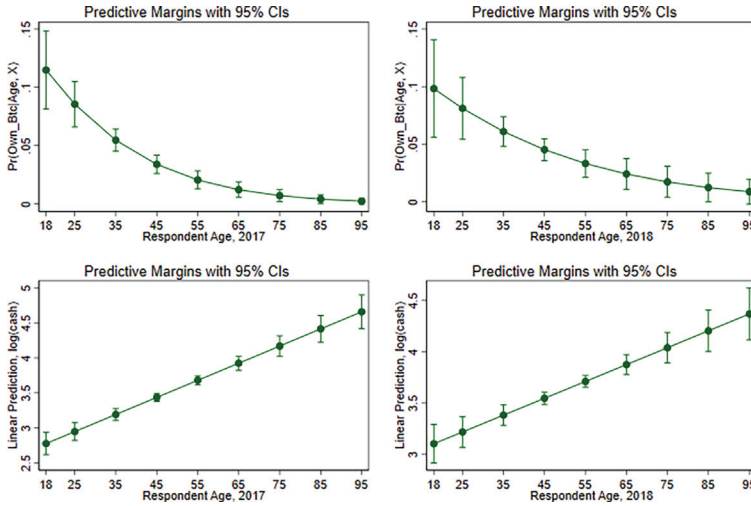 Predictive Margins with 95% CIs
Pr(Own_Btc|Age, X)
.15
.1
.05
0
18 25 35 45 55 65 75 85 95
Respondent Age, 2017
Predictive Margins with 95% CIs
Pr(Own_Btc|Age, X)
.15
.1
.05
0
18 25 35 45 55 65 75 85 95
Respondent Age, 2018
Predictive Margins with 95% CIs
Linear Prediction, log(cash)
5
4.5
4
3.5
3
2.5
18 25 35 45 55 65 75 85 95
Respondent Age, 2017
Predictive Margins with 95% CIs
Linear Prediction, log(cash)
4.5
4
3.5
3
18 25 35 45 55 65 75 85 95
Respondent Age, 2018